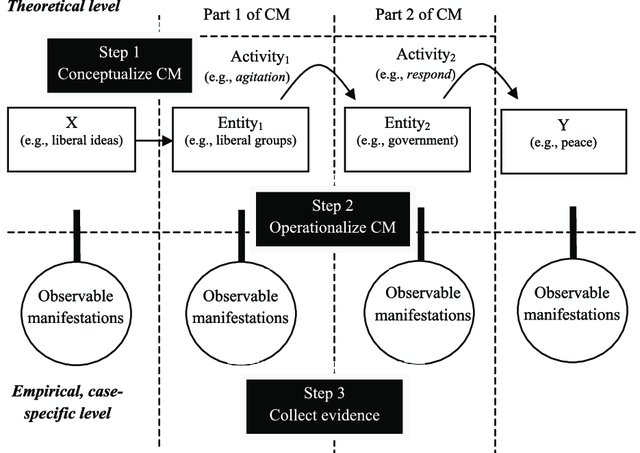 Theoretical level
Part 1 of CM
Part 2 of CM
Step 1
Conceptualize CM
Activity₁
(e.g., agitation)
Activity₂
(e.g., respond)
X
(e.g., liberal ideas)
Entity₁
(e.g., liberal groups)
Entity₂
(e.g., government)
Y
(e.g., peace)
Step 2
Operationalize CM
Observable
manifestations
Observable
manifestations
Observable
manifestations
Observable
manifestations
Empirical, case-
specific level
Step 3
Collect evidence